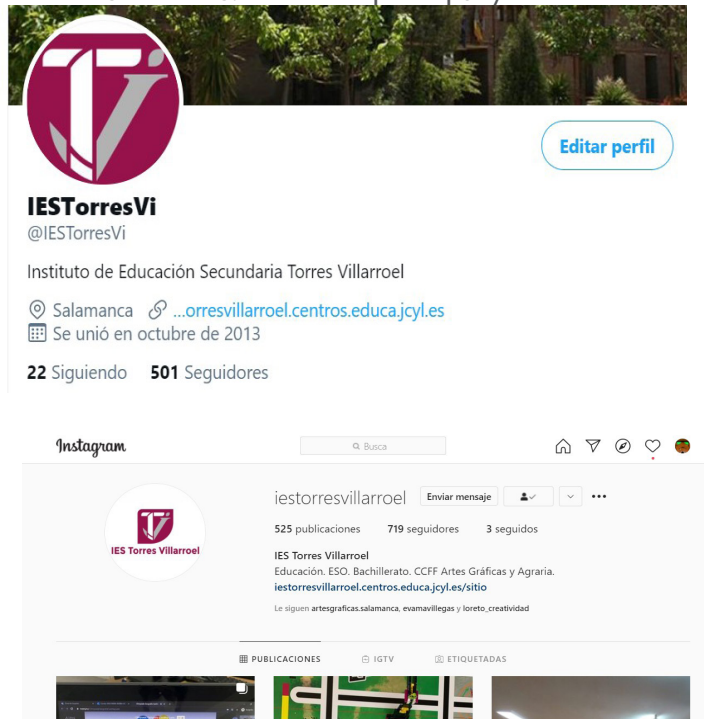 Editar perfil
IESTorresVi
@IESTorresVi
Instituto de Educación Secundaria Torres Villarroel
Salamanca ...orresvillarroel.centros.educa.jcyl.es
Se unió en octubre de 2013
22 Siguiendo 501 Seguidores
Instagram Busca
iestorresvillarroel Enviar mensaje
525 publicaciones 719 seguidores 3 seguidos
IES Torres Villarroel
IES Torres Villarroel
Educación. ESO. Bachillerato. CCFF Artes Gráficas y Agraria.
iestorresvillarroel.centros.educa.jcyl.es/sitio
Le siguen artesgraficas.salamanca, evamavillegas y loreto_creatividad
PUBLICACIONES IGTV ETIQUETADAS